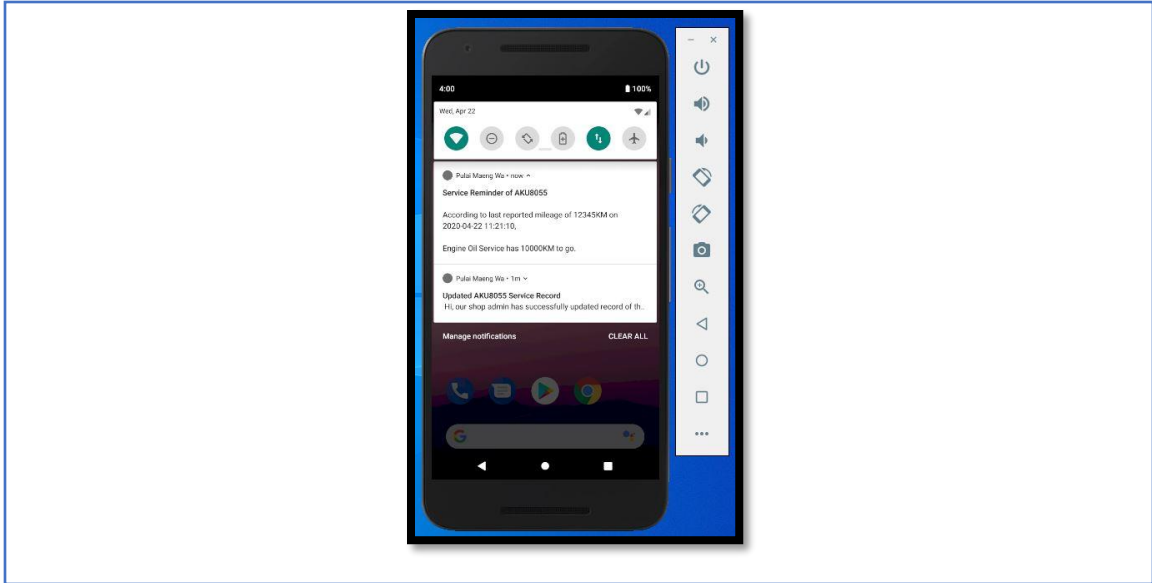 4:00 100%
Wed, Apr 22
Pulai Maeng Wa • now
Service Reminder of AKU8055
According to last reported mileage of 12345KM on
2020-04-22 11:21:10,
Engine Oil Service has 10000KM to go.
Pulai Maeng Wa • 1m
Updated AKU8055 Service Record
Hi, our shop admin has successfully updated record of th..
Manage notifications CLEAR ALL